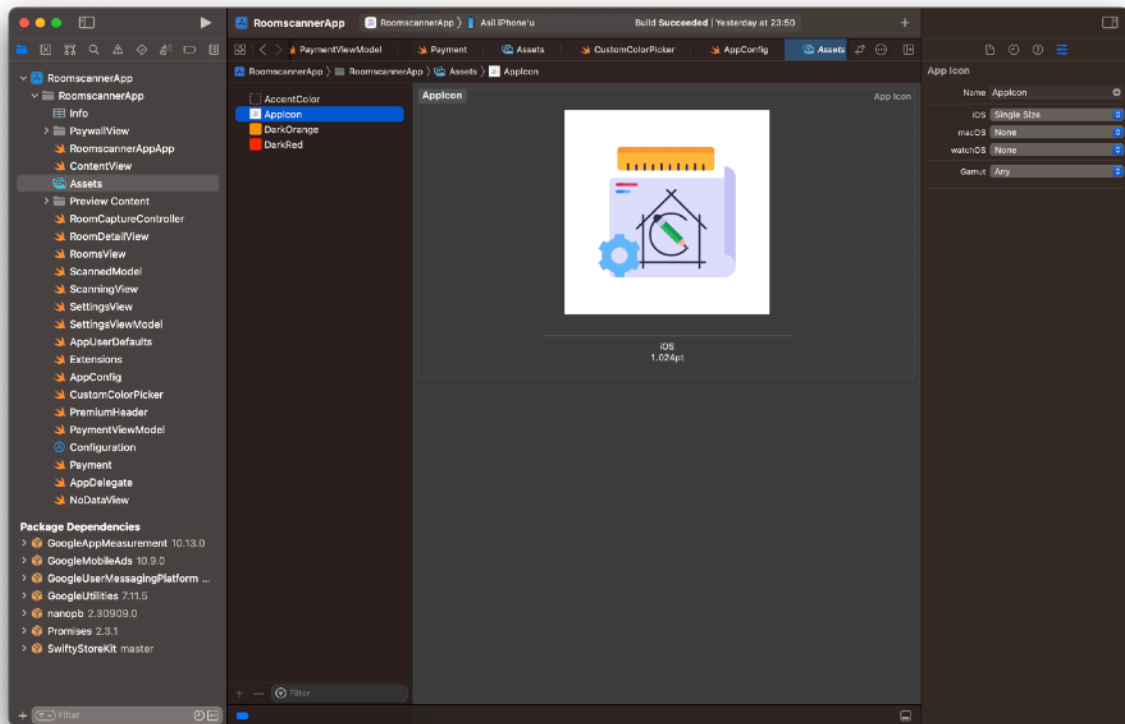 RoomscannerApp
RoomscannerApp
Asil iPhone'u
Build Succeeded | Yesterday at 23:50
PaymentViewModel
Payment
Assets
CustomColorPicker
AppConfig
Assets
RoomscannerApp
RoomscannerApp
Assets
AppIcon
RoomscannerApp
RoomscannerApp
Info
PaywallView
RoomscannerAppApp
ContentView
Assets
Preview Content
RoomCaptureController
RoomDetailView
RoomsView
ScannedModel
ScanningView
SettingsView
SettingsViewModel
AppUserDefaults
Extensions
AppConfig
CustomColorPicker
PremiumHeader
PaymentViewModel
Configuration
Payment
AppDelegate
NoDataView
Package Dependencies
GoogleAppMeasurement 10.13.0
GoogleMobileAds 10.9.0
GoogleUserMessagingPlatform ...
GoogleUtilities 7.11.5
nanopb 2.30909.0
Promises 2.3.1
SwiftyStoreKit master
Filter
AccentColor
AppIcon
DarkOrange
DarkRed
Filter
AppIcon
App Icon
iOS
1.024pt
App Icon
Name AppIcon
iOS Single Size
macOS None
watchOS None
Gamut Any